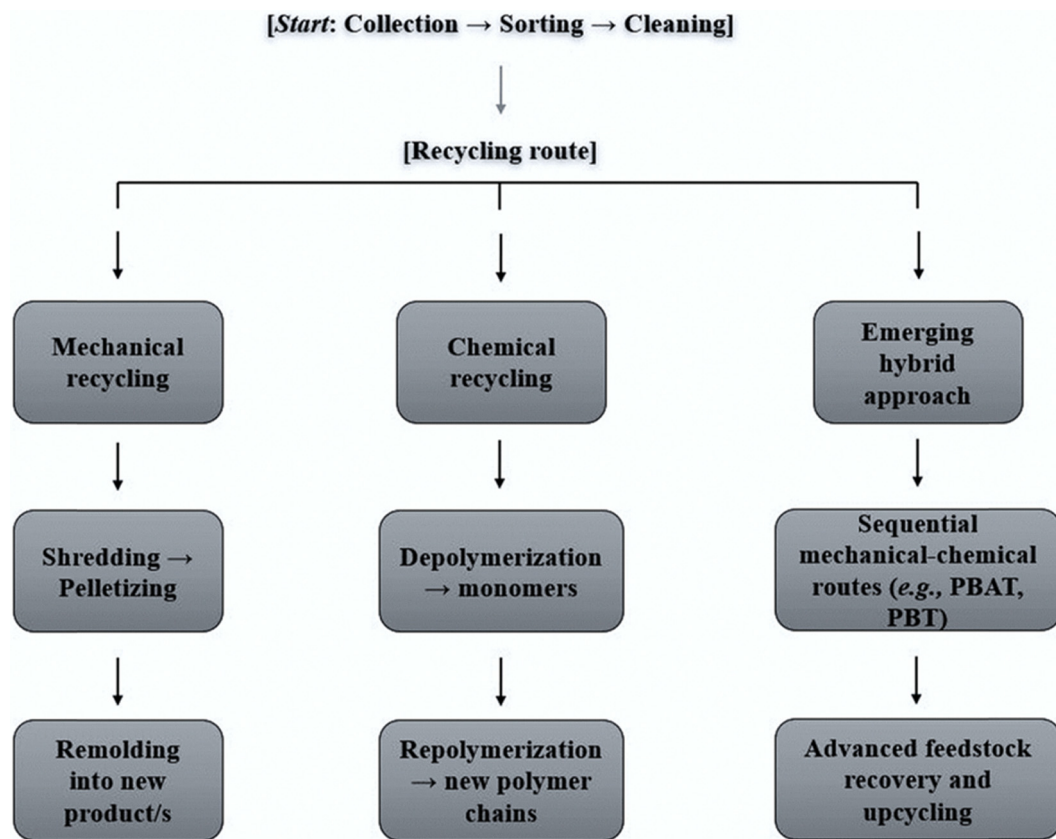 [Start: Collection → Sorting → Cleaning]
[Recycling route]
Mechanical
recycling
Chemical
recycling
Emerging
hybrid
approach
Shredding →
Pelletizing
Depolymerization
→ monomers
Sequential
mechanical-chemical
routes (e.g., PBAT,
PBT)
Remolding
into new
product/s
Repolymerization
→ new polymer
chains
Advanced feedstock
recovery and
upcycling